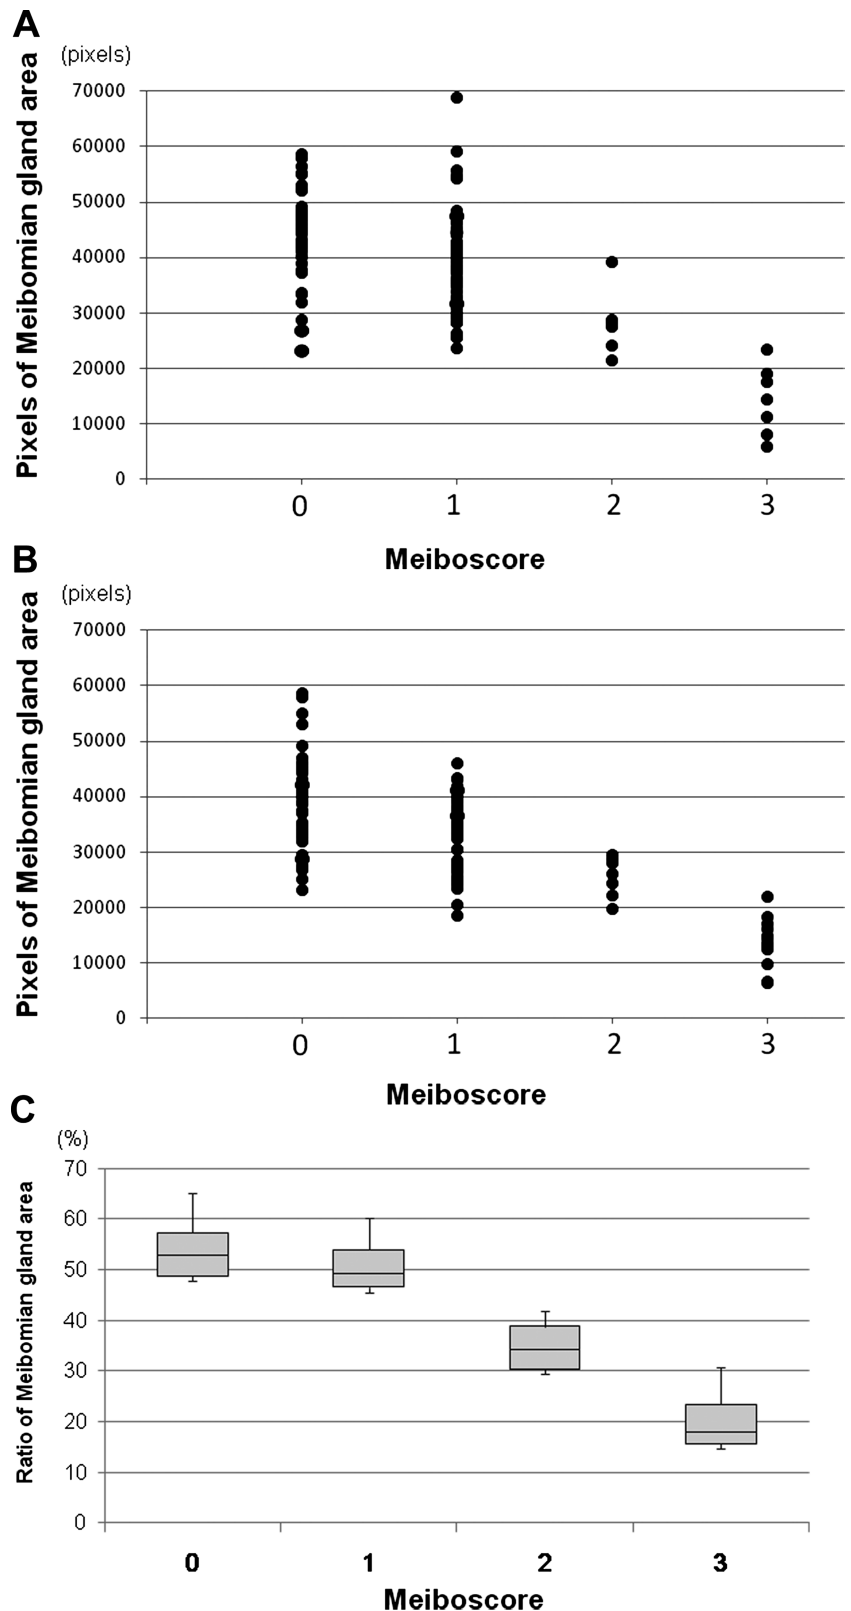 A
(pixels)
Pixels of Meibomian gland area
70000
60000
50000
40000
30000
20000
10000
0
0 1 2 3
Meiboscore
B
(pixels)
Pixels of Meibomian gland area
70000
60000
50000
40000
30000
20000
10000
0
0 1 2 3
Meiboscore
C
(%)
Ratio of Meibomian gland area
70
60
50
40
30
20
10
0
0 1 2 3
Meiboscore